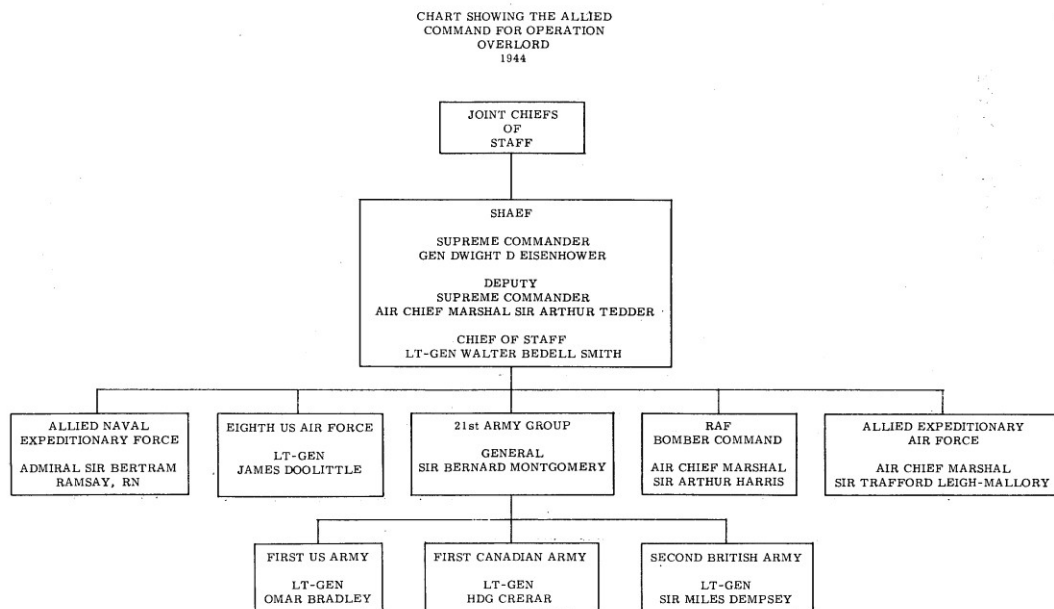 CHART SHOWING THE ALLIED
COMMAND FOR OPERATION
OVERLORD
1944
JOINT CHIEFS
OF
STAFF
SHAEF
SUPREME COMMANDER
GEN DWIGHT D EISENHOWER
DEPUTY
SUPREME COMMANDER
AIR CHIEF MARSHAL SIR ARTHUR TEDDER
CHIEF OF STAFF
LT-GEN WALTER BEDELL SMITH
ALLIED NAVAL
EXPEDITIONARY FORCE
ADMIRAL SIR BERTRAM
RAMSAY, RN
EIGHTH US AIR FORCE
LT-GEN
JAMES DOOLITTLE
21st ARMY GROUP
GENERAL
SIR BERNARD MONTGOMERY
RAF
BOMBER COMMAND
AIR CHIEF MARSHAL
SIR ARTHUR HARRIS
ALLIED EXPEDITIONARY
AIR FORCE
AIR CHIEF MARSHAL
SIR TRAFFORD LEIGH-MALLORY
FIRST US ARMY
LT-GEN
OMAR BRADLEY
FIRST CANADIAN ARMY
LT-GEN
HDG CRERAR
SECOND BRITISH ARMY
LT-GEN
SIR MILES DEMPSEY